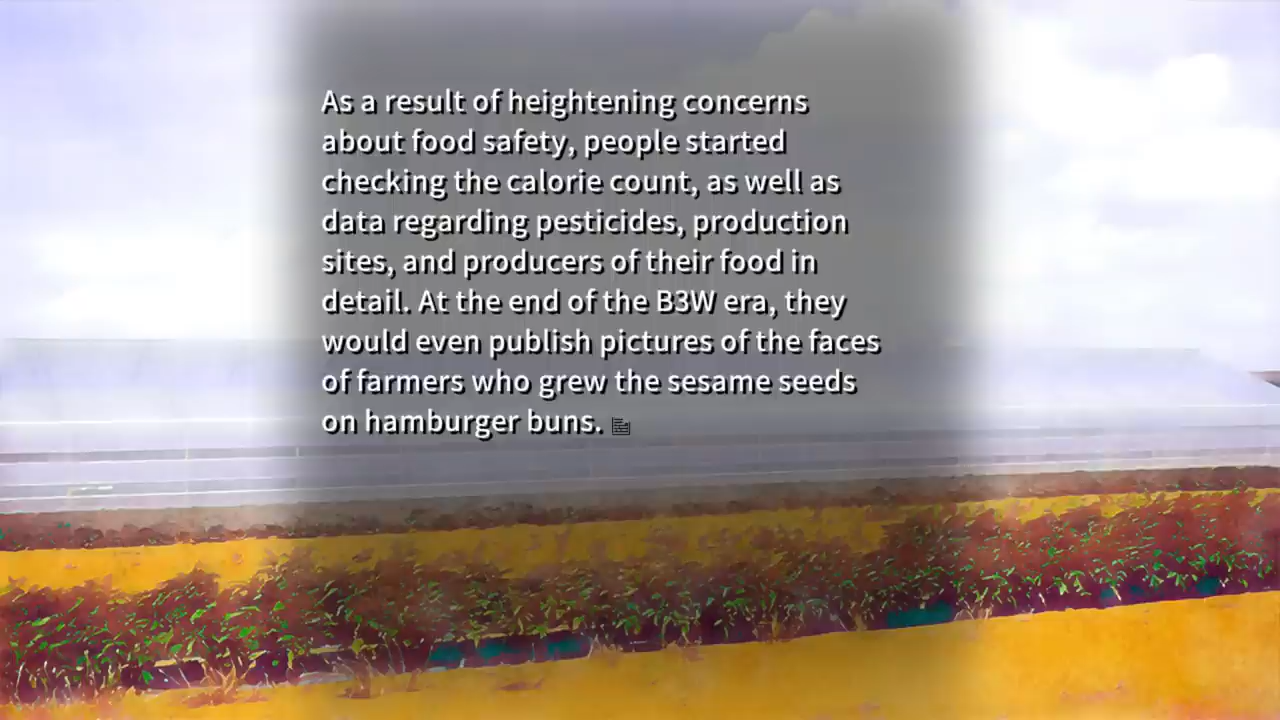 As a result of heightening concerns
about food safety, people started
checking the calorie count, as well as
data regarding pesticides, production
sites, and producers of their food in
detail. At the end of the B3W era, they
would even publish pictures of the faces
of farmers who grew the sesame seeds
on hamburger buns.